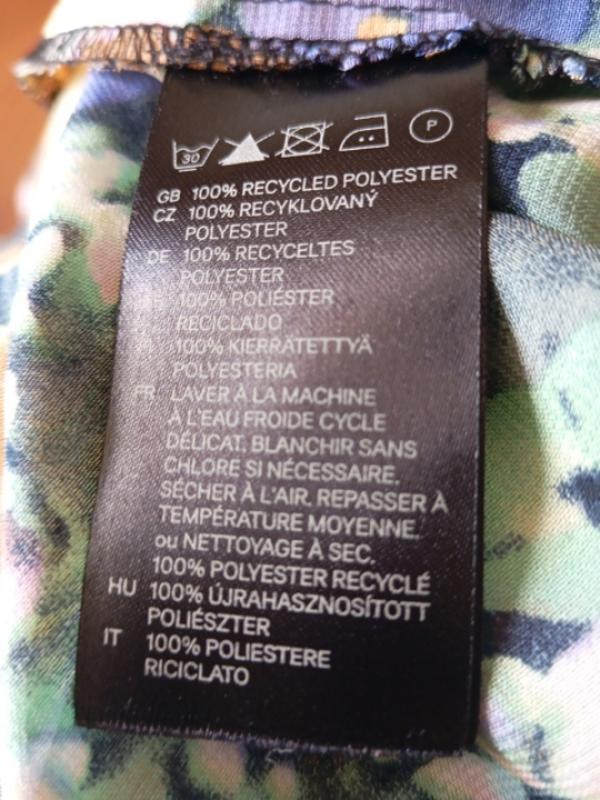 30
P
GB 100% RECYCLED POLYESTER
CZ 100% RECYKLOVANÝ
POLYESTER
DE 100% RECYCELTES
POLYESTER
100% POLIÉSTER
RECICLADO
100% KIERRÄTETTYÄ
POLYESTERIA
FR LAVER À LA MACHINE
À L'EAU FROIDE CYCLE
DÉLICAT. BLANCHIR SANS
CHLORE SI NÉCESSAIRE.
SÉCHER À L'AIR. REPASSER À
TEMPÉRATURE MOYENNE.
ou NETTOYAGE À SEC.
100% POLYESTER RECYCLÉ
HU 100% ÚJRAHASZNOSÍTOTT
POLIÉSZTER
IT 100% POLIESTERE
RICICLATO